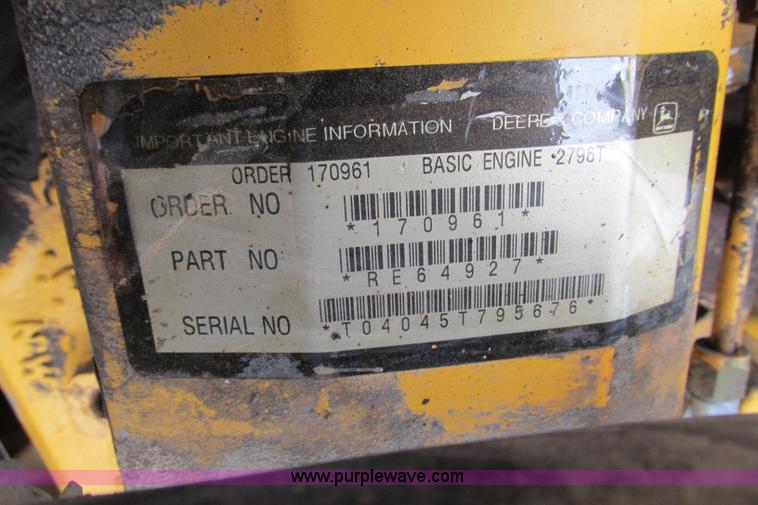 IMPORTANT ENGINE INFORMATION DEERE & COMPANY
ORDER 170961 BASIC ENGINE 2796T
ORDER NO
*170961*
PART NO
*RE64927*
SERIAL NO
*T04045T795676*
www.purplewave.com